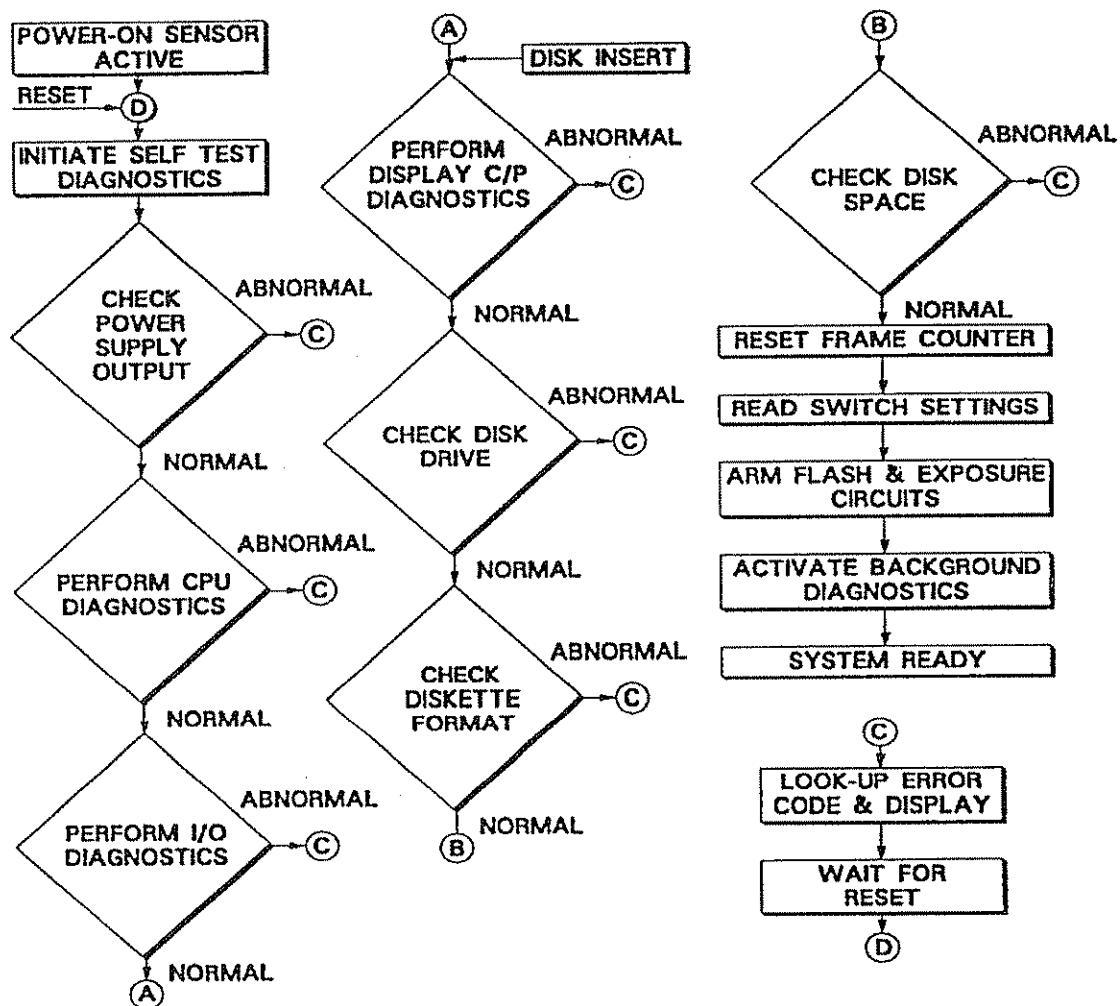 POWER-ON SENSOR
ACTIVE
RESET
D
INITIATE SELF TEST
DIAGNOSTICS
CHECK
POWER
SUPPLY
OUTPUT
ABNORMAL
C
NORMAL
PERFORM CPU
DIAGNOSTICS
ABNORMAL
C
NORMAL
PERFORM I/O
DIAGNOSTICS
ABNORMAL
C
NORMAL
A
A
DISK INSERT
PERFORM
DISPLAY C/P
DIAGNOSTICS
ABNORMAL
C
NORMAL
CHECK DISK
DRIVE
ABNORMAL
C
NORMAL
CHECK
DISKETTE
FORMAT
ABNORMAL
C
NORMAL
B
B
CHECK DISK
SPACE
ABNORMAL
C
NORMAL
RESET FRAME COUNTER
READ SWITCH SETTINGS
ARM FLASH & EXPOSURE
CIRCUITS
ACTIVATE BACKGROUND
DIAGNOSTICS
SYSTEM READY
C
LOOK-UP ERROR
CODE & DISPLAY
WAIT FOR
RESET
D